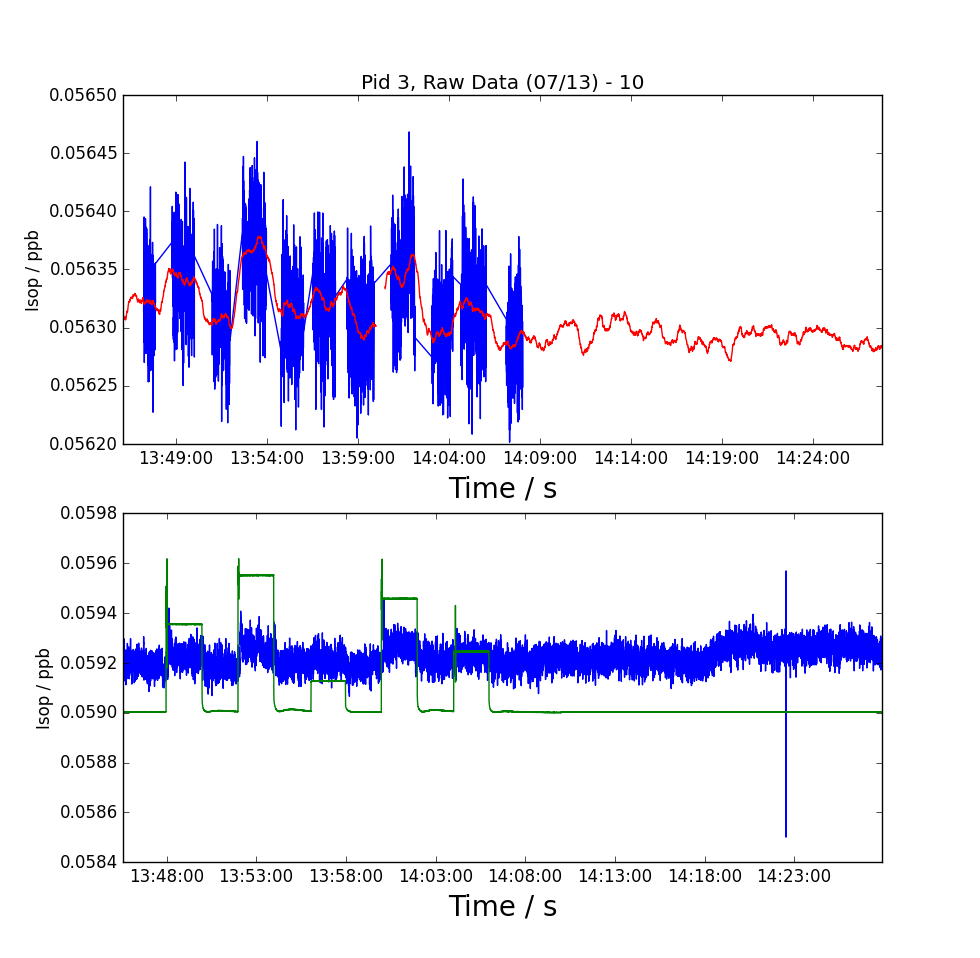 Pid 3, Raw Data (07/13) - 10
0.05650
0.05645
0.05640
0.05635
0.05630
0.05625
0.05620
Isop / ppb
13:49:00 13:54:00 13:59:00 14:04:00 14:09:00 14:14:00 14:19:00 14:24:00
Time / s
0.0598
0.0596
0.0594
0.0592
0.0590
0.0588
0.0586
0.0584
Isop / ppb
13:48:00 13:53:00 13:58:00 14:03:00 14:08:00 14:13:00 14:18:00 14:23:00
Time / s